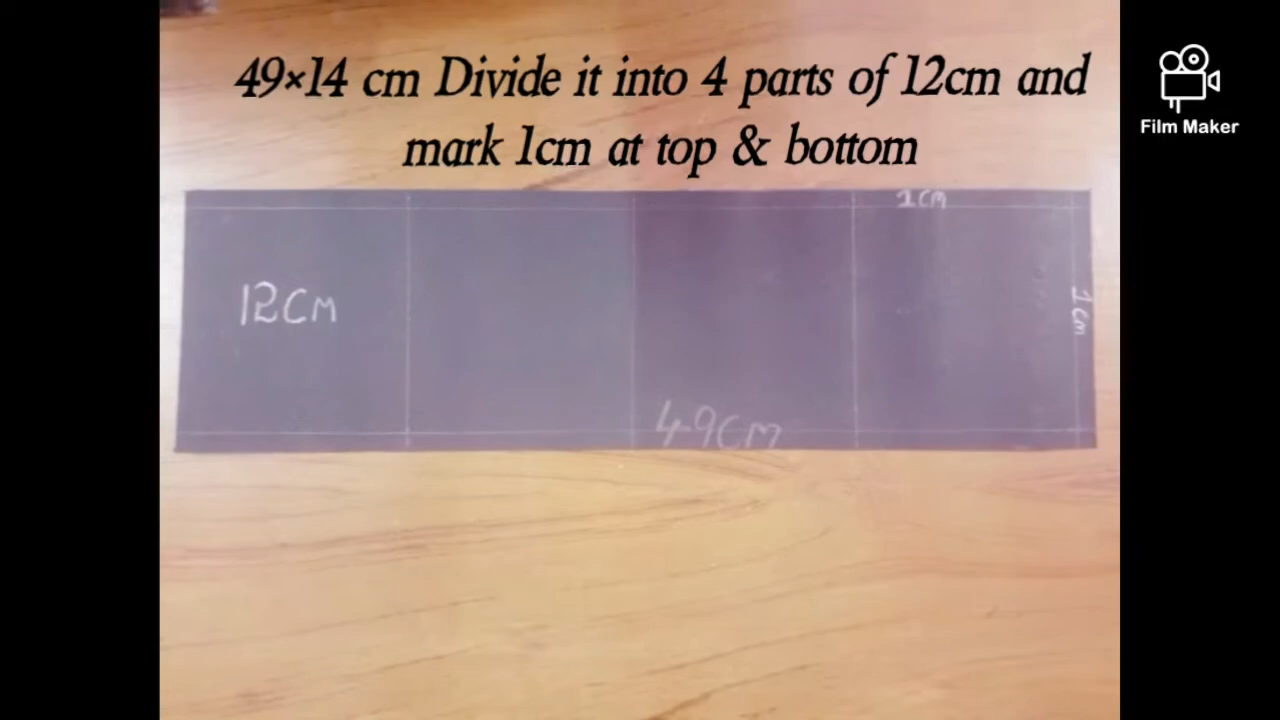 49×14 cm Divide it into 4 parts of 12cm and
mark 1cm at top & bottom
Film Maker
1cm
12cm
1cm
49cm